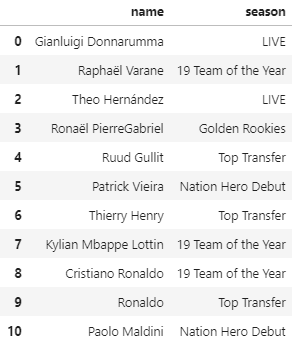 name season
0 Gianluigi Donnarumma LIVE
1 Raphaël Varane 19 Team of the Year
2 Theo Hernández LIVE
3 Ronaël PierreGabriel Golden Rookies
4 Ruud Gullit Top Transfer
5 Patrick Vieira Nation Hero Debut
6 Thierry Henry Top Transfer
7 Kylian Mbappe Lottin 19 Team of the Year
8 Cristiano Ronaldo 19 Team of the Year
9 Ronaldo Top Transfer
10 Paolo Maldini Nation Hero Debut